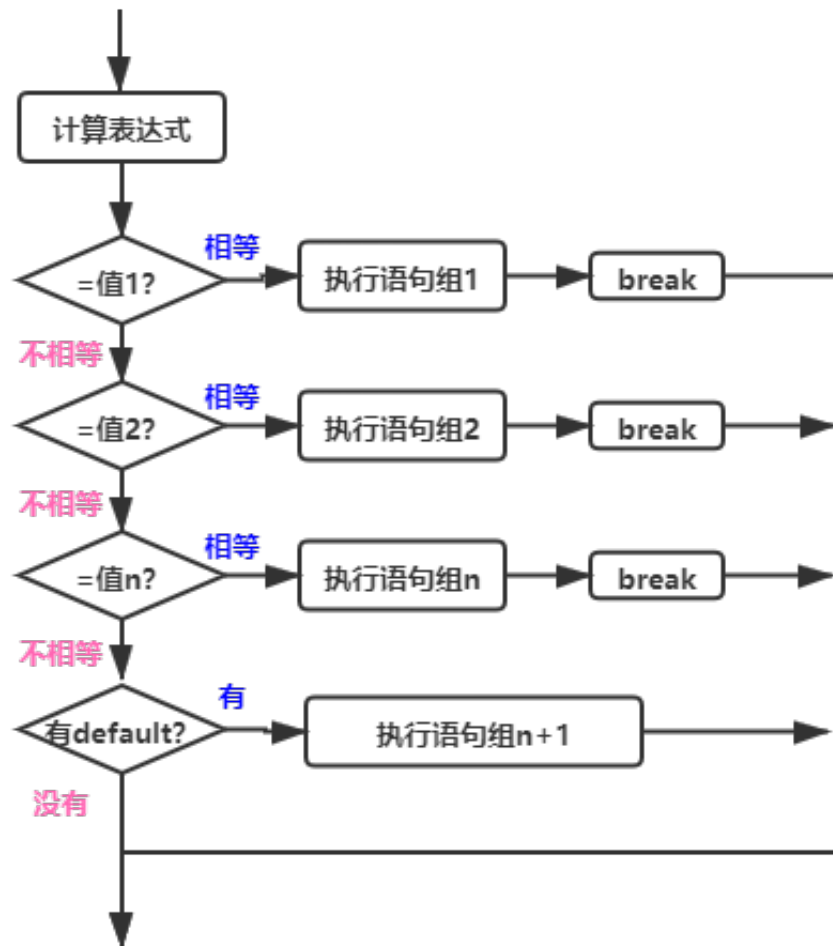 计算表达式
相等
=值1?
执行语句组1
break
不相等
相等
=值2?
执行语句组2
break
不相等
相等
=值n?
执行语句组n
break
不相等
有
有default?
执行语句组n+1
没有